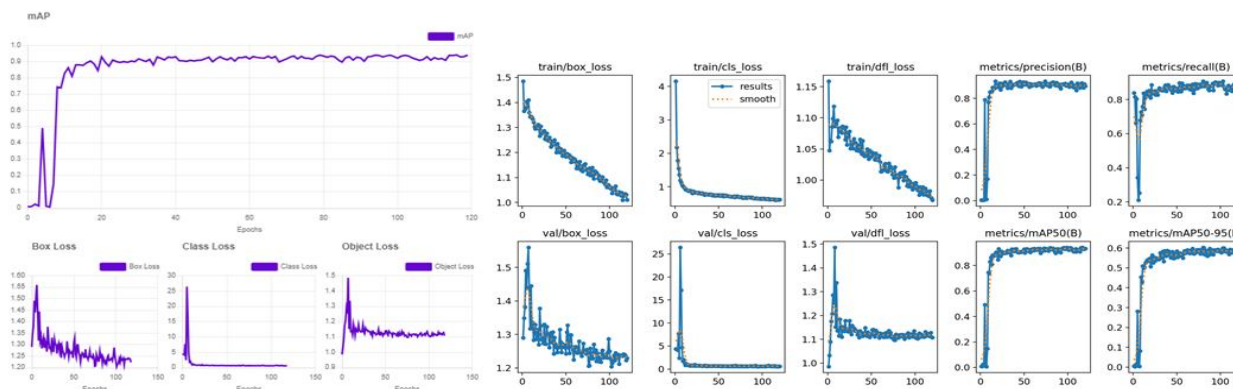 mAP
mAP
1.0
0.9
0.8
0.7
0.6
0.5
0.4
0.3
0.2
0.1
0
0 20 40 60 80 100 120
Epochs
Box Loss
Box Loss
1.60
1.55
1.50
1.45
1.40
1.35
1.30
1.25
1.20
0 50 100 150
Epochs
Class Loss
Class Loss
30
25
20
15
10
5
0
0 50 100 150
Epochs
Object Loss
Object Loss
1.5
1.4
1.3
1.2
1.1
1.0
0.9
0 50 100 150
Epochs
train/box_loss
1.5
1.4
1.3
1.2
1.1
1.0
0 50 100
train/cls_loss
results
smooth
4
3
2
1
0 50 100
train/dfl_loss
1.15
1.10
1.05
1.00
0 50 100
metrics/precision(B)
0.8
0.6
0.4
0.2
0.0
0 50 100
metrics/recall(B)
0.8
0.6
0.4
0.2
0 50 100
val/box_loss
1.5
1.4
1.3
1.2
0 50 100
val/cls_loss
25
20
15
10
5
0
0 50 100
val/dfl_loss
1.5
1.4
1.3
1.2
1.1
1.0
0 50 100
metrics/mAP50(B)
0.8
0.6
0.4
0.2
0.0
0 50 100
metrics/mAP50-95(
0.6
0.5
0.4
0.3
0.2
0.1
0.0
0 50 100